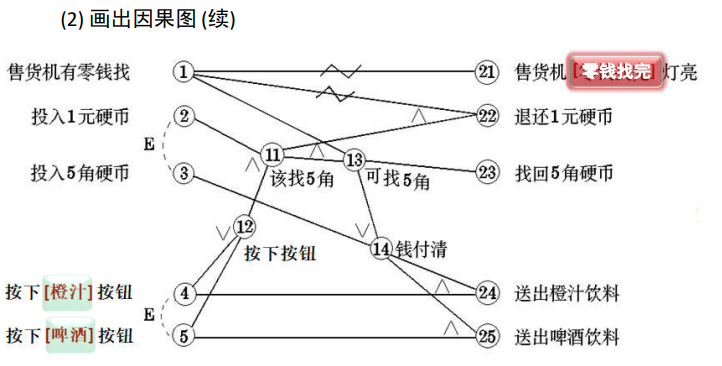 (2) 画出因果图 (续)
售货机有零钱找 1 21 售货机[零钱找完]灯亮
投入1元硬币 2 ∧ 22 退还1元硬币
E
投入5角硬币 3 ∧ 11 ∧ 13 23 找回5角硬币
该找5角 可找5角
∨ 12 ∨ 14 钱付清
按下按钮
按下[橙汁]按钮 4 ∧ 24 送出橙汁饮料
E
按下[啤酒]按钮 5 ∧ 25 送出啤酒饮料